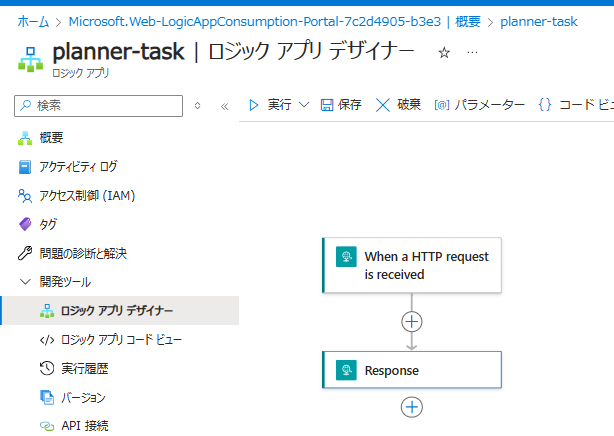 ホーム > Microsoft.Web-LogicAppConsumption-Portal-7c2d4905-b3e3 | 概要 > planner-task
planner-task | ロジック アプリ デザイナー ☆ …
ロジック アプリ
検索
実行 保存 破棄 [@] パラメーター {} コード ビュ
概要
アクティビティ ログ
アクセス制御 (IAM)
タグ
問題の診断と解決
開発ツール
ロジック アプリ デザイナー
ロジック アプリ コード ビュー
実行履歴
バージョン
API 接続
When a HTTP request
is received
Response